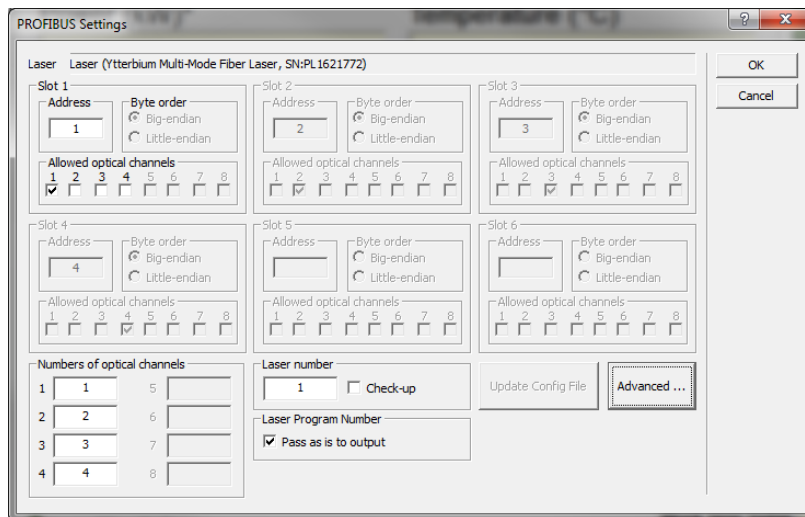 (kW)*
Temperature (°C)
PROFIBUS Settings
Laser Laser (Ytterbium Multi-Mode Fiber Laser, SN:PL1621772)
OK
Cancel
Slot 1
Address
1
Byte order
Big-endian
Little-endian
Allowed optical channels
1 2 3 4 5 6 7 8
Slot 2
Address
2
Byte order
Big-endian
Little-endian
Allowed optical channels
1 2 3 4 5 6 7 8
Slot 3
Address
3
Byte order
Big-endian
Little-endian
Allowed optical channels
1 2 3 4 5 6 7 8
Slot 4
Address
4
Byte order
Big-endian
Little-endian
Allowed optical channels
1 2 3 4 5 6 7 8
Slot 5
Address
Byte order
Big-endian
Little-endian
Allowed optical channels
1 2 3 4 5 6 7 8
Slot 6
Address
Byte order
Big-endian
Little-endian
Allowed optical channels
1 2 3 4 5 6 7 8
Numbers of optical channels
1 1 5
2 2 6
3 3 7
4 4 8
Laser number
1 Check-up
Laser Program Number
Pass as is to output
Update Config File
Advanced ...